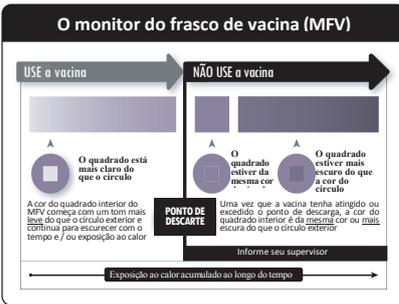 O monitor do frasco de vacina (MFV)
USE a vacina
NÃO USE a vacina
O quadrado está
mais claro do
que o círculo
O
quadrado
estiver da
mesma cor
O quadrado
estiver mais
escuro do que
a cor do
círculo
A cor do quadrado interior do
MFV começa com um tom mais
leve do que o círculo exterior e
continua para escurecer com o
tempo e / ou exposição ao calor
PONTO DE
DESCARTE
Uma vez que a vacina tenha atingido ou
excedido o ponto de descarga, a cor do
quadrado interior é da mesma cor ou mais
escura do que o círculo exterior
Informe seu supervisor
Exposição ao calor acumulado ao longo do tempo